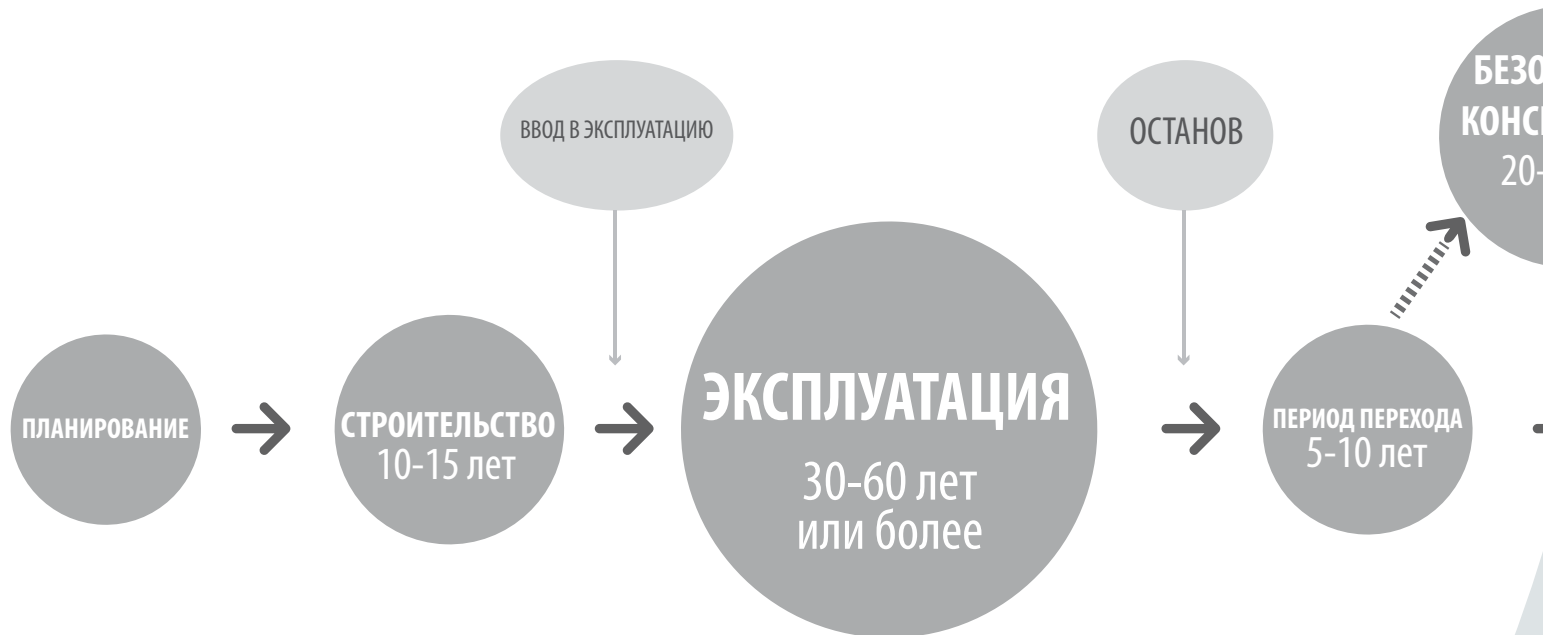 ВВОД В ЭКСПЛУАТАЦИЮ
ОСТАНОВ
ПЛАНИРОВАНИЕ
СТРОИТЕЛЬСТВО
10-15 лет
ЭКСПЛУАТАЦИЯ
30-60 лет
или более
ПЕРИОД ПЕРЕХОДА
5-10 лет